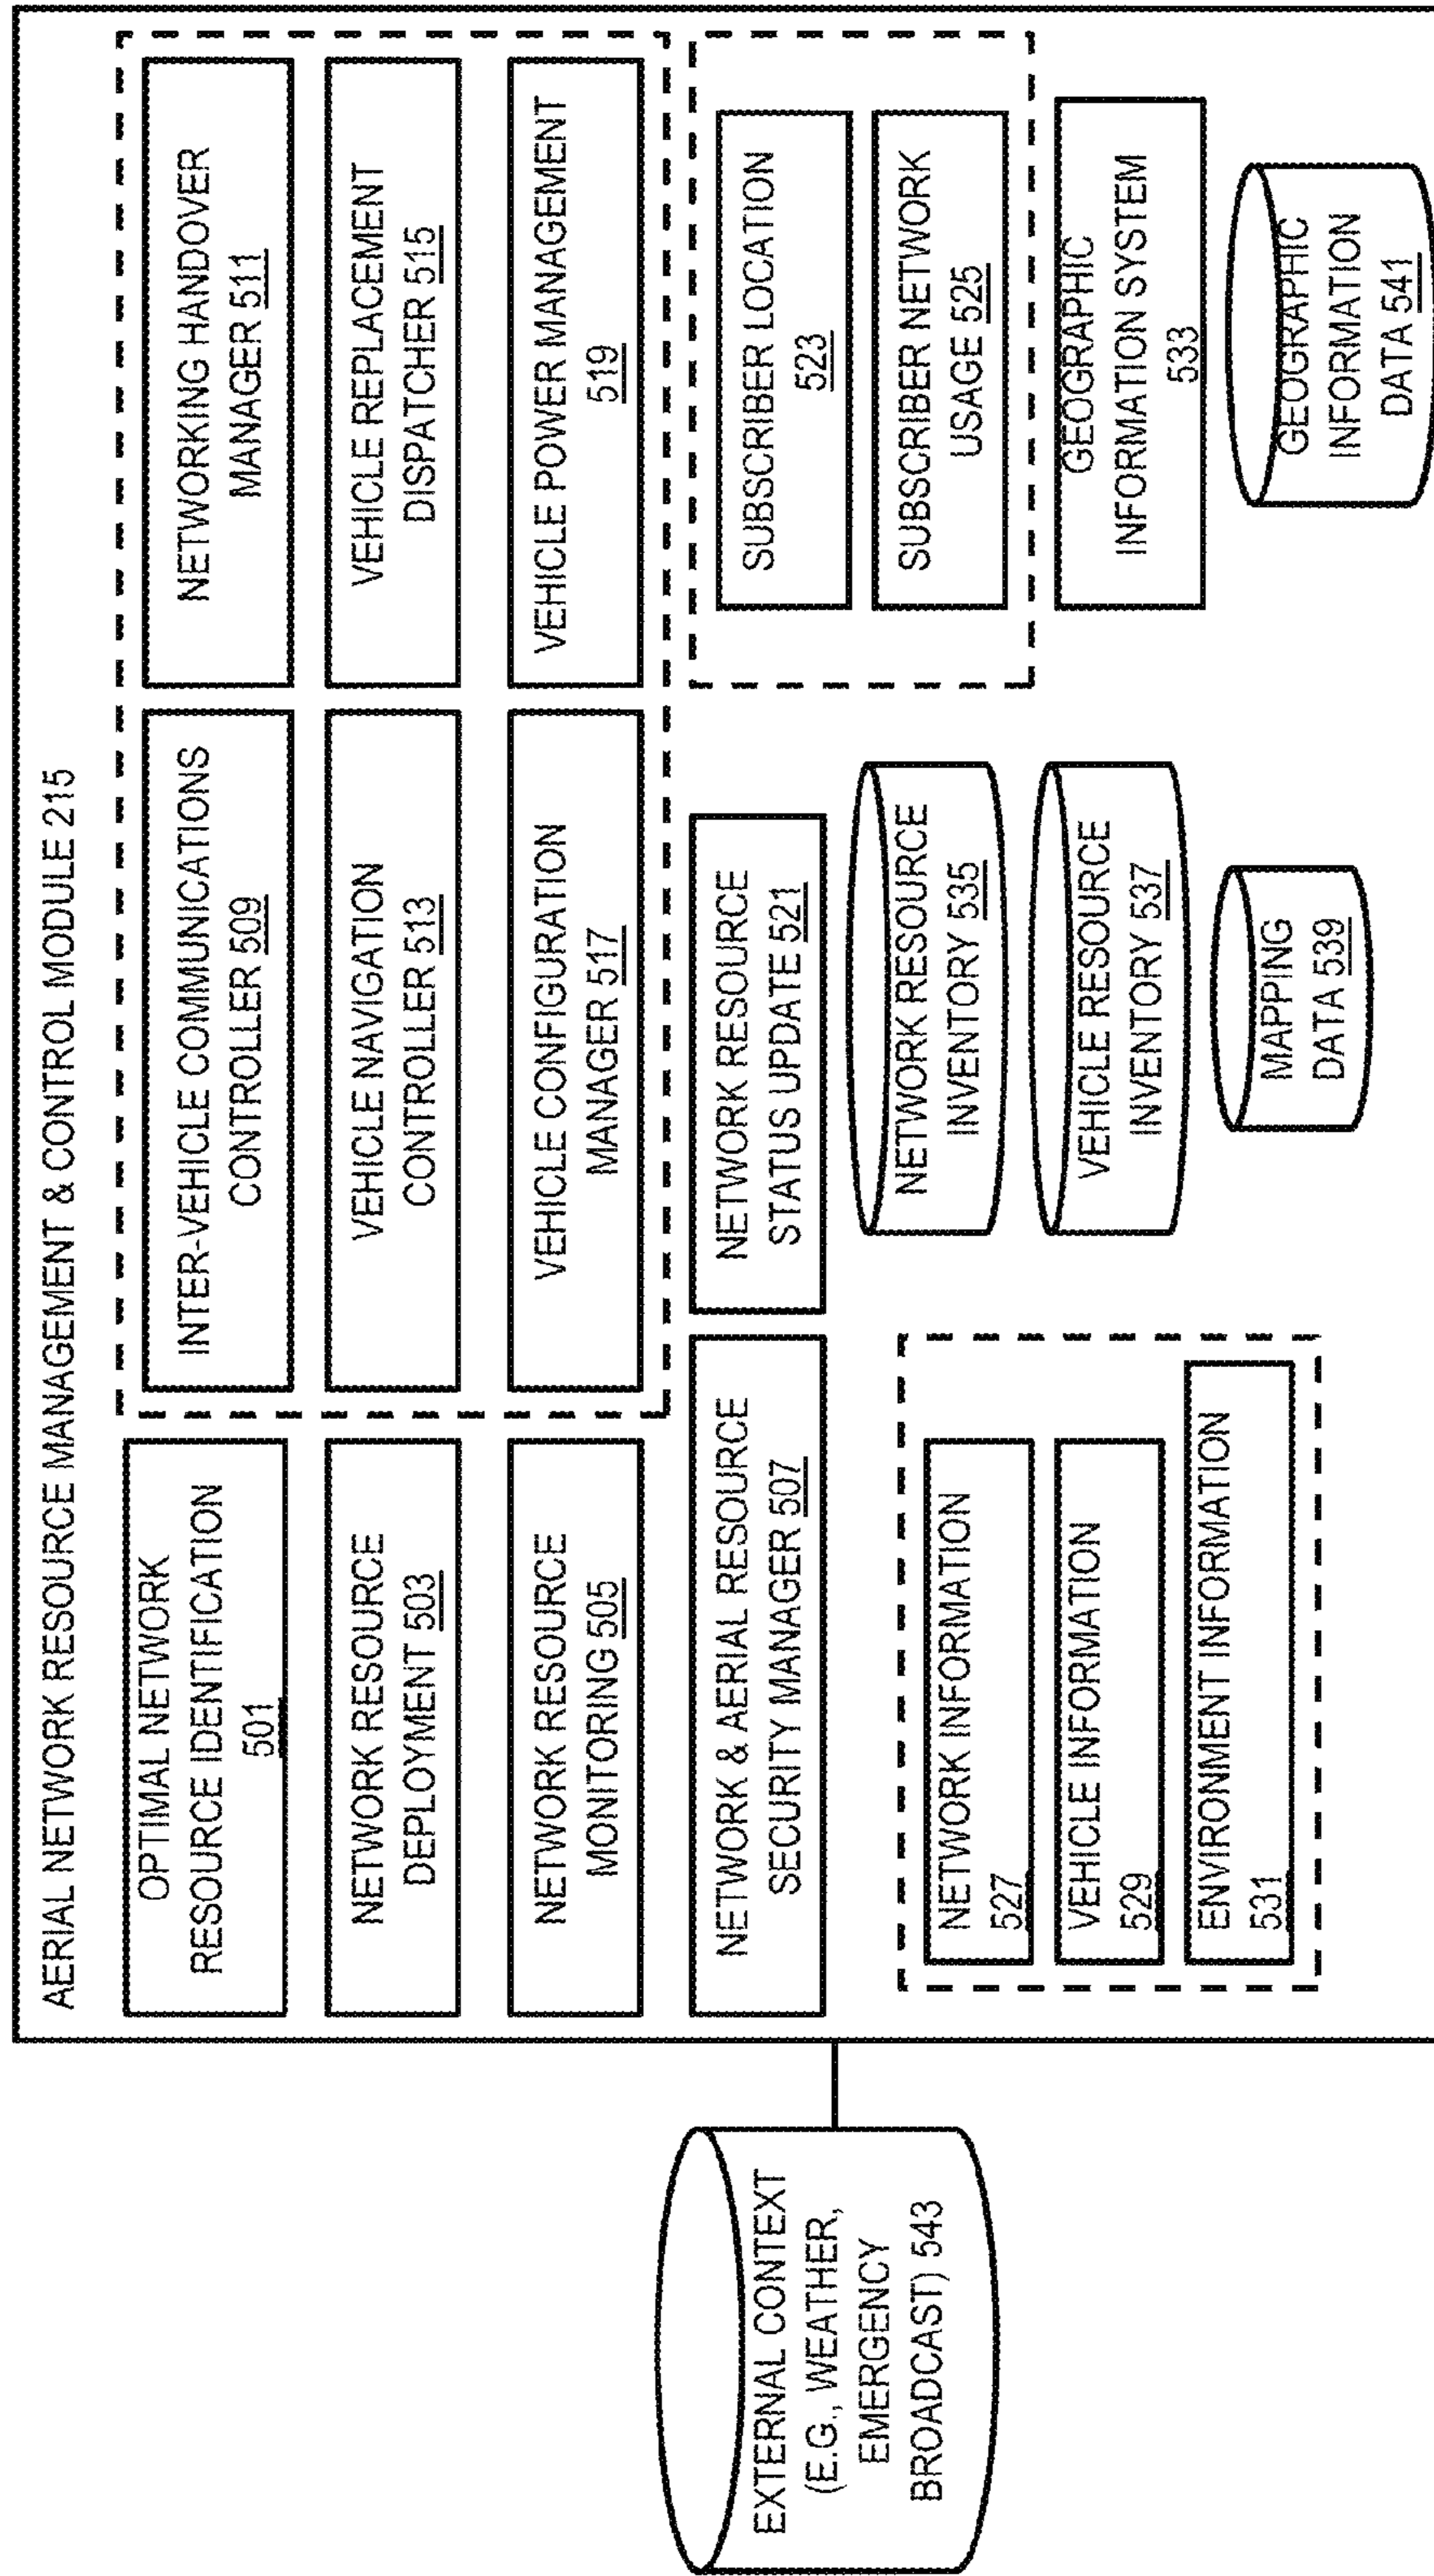 AERIAL NETWORK RESOURCE MANAGEMENT & CONTROL MODULE 215
OPTIMAL NETWORK
RESOURCE IDENTIFICATION
501
INTER-VEHICLE COMMUNICATIONS
CONTROLLER 509
NETWORKING HANDOVER
MANAGER 511
NETWORK RESOURCE
DEPLOYMENT 503
VEHICLE NAVIGATION
CONTROLLER 513
VEHICLE REPLACEMENT
DISPATCHER 515
NETWORK RESOURCE
MONITORING 505
VEHICLE CONFIGURATION
MANAGER 517
VEHICLE POWER MANAGEMENT
519
NETWORK & AERIAL RESOURCE
SECURITY MANAGER 507
NETWORK RESOURCE
STATUS UPDATE 521
SUBSCRIBER LOCATION
523
SUBSCRIBER NETWORK
USAGE 525
NETWORK INFORMATION
527
VEHICLE INFORMATION
529
ENVIRONMENT INFORMATION
531
NETWORK RESOURCE
INVENTORY 535
VEHICLE RESOURCE
INVENTORY 537
MAPPING
DATA 539
GEOGRAPHIC
INFORMATION SYSTEM
533
GEOGRAPHIC
INFORMATION
DATA 541
EXTERNAL CONTEXT
(E.G., WEATHER,
EMERGENCY
BROADCAST) 543